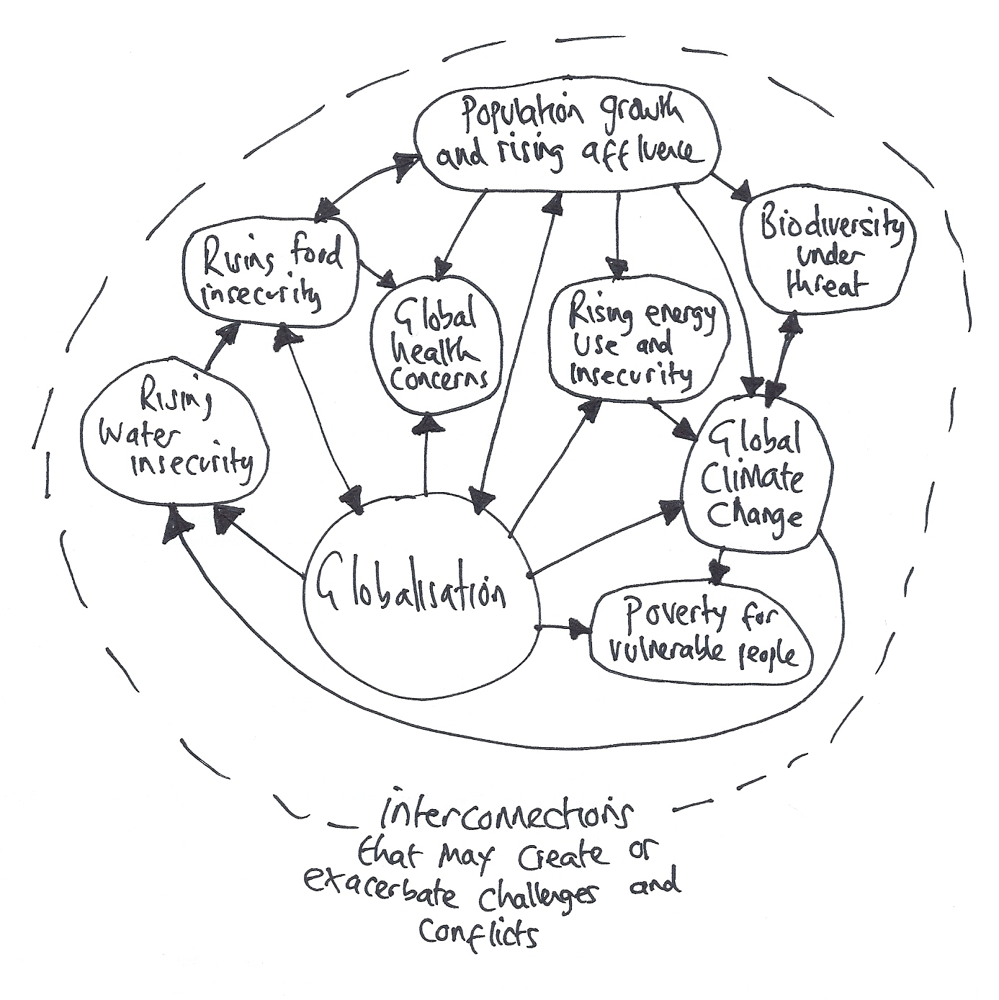 Population growth
and rising affluence
Rising food
insecurity
Global
health
concerns
Rising energy
use and
insecurity
Biodiversity
under
threat
Rising
water
insecurity
Global
Climate
Change
Globalisation
Poverty for
vulnerable people
interconnections
that may create or
exacerbate challenges and
conflicts